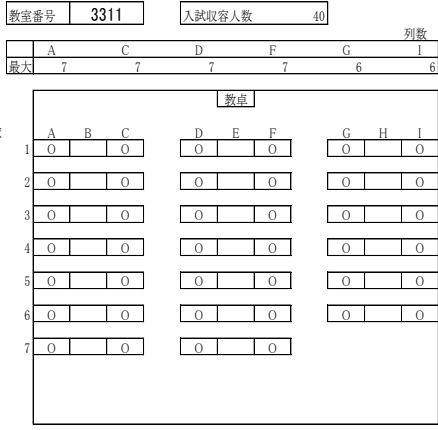 教室番号 3311 入試収容人数 40
列数
A C D F G I
最大 7 7 7 7 6 6
教卓
A B C D E F G H I
1 O O O O O O
2 O O O O O O
3 O O O O O O
4 O O O O O O
5 O O O O O O
6 O O O O O O
7 O O O O